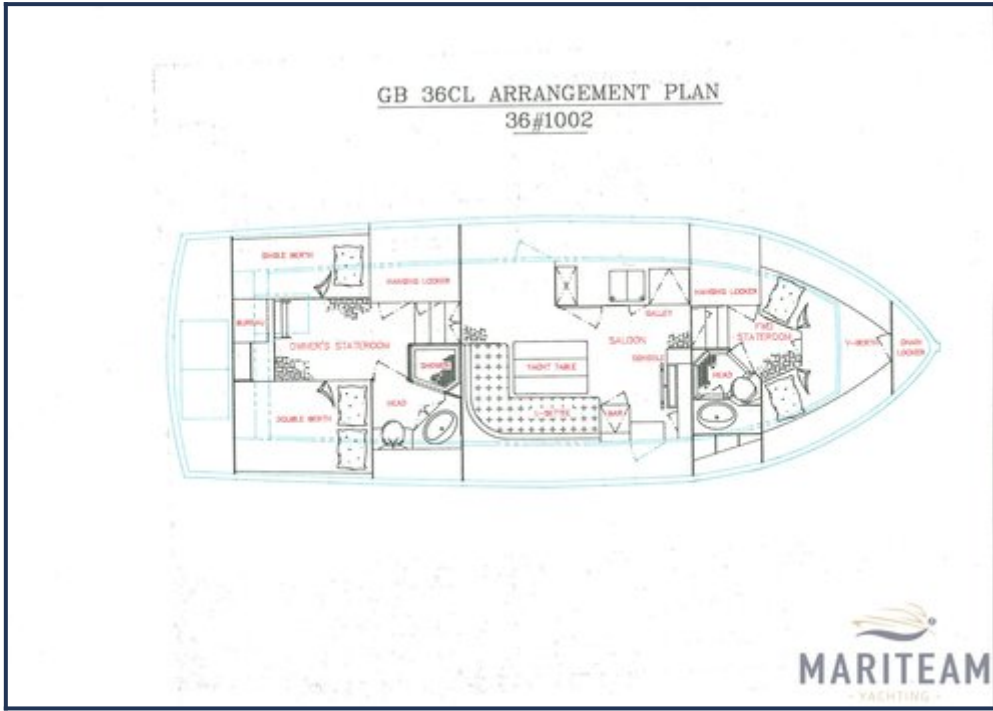 GB 36CL ARRANGEMENT PLAN
36#1002
SINGLE BERTH
HANGING LOCKER
BUREAU
OWNER'S STATEROOM
SHOWER
DOUBLE BERTH
HEAD
GALLEY
SALOON
YACHT TABLE
CONSOLE
L-SETTEE
BAR
HANGING LOCKER
FWD
STATEROOM
HEAD
V-BERTH
CHAIN
LOCKER
MARITEAM
- YACHTING -